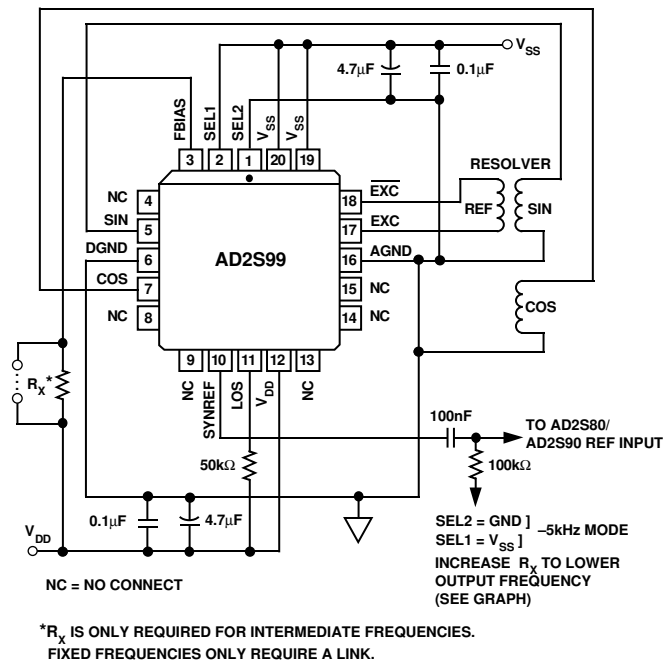 V_SS
4.7µF
0.1µF
FBIAS
SEL1
SEL2
V_SS
V_SS
3
2
1
20
19
RESOLVER
NC 4
18 EXC
REF
SIN
SIN 5
17 EXC
DGND 6
AD2S99
16 AGND
COS 7
15 NC
COS
NC 8
14 NC
9
10
11
12
13
R_X*
NC
SYNREF
LOS
V_DD
NC
100nF
TO AD2S80/
AD2S90 REF INPUT
50kΩ
100kΩ
0.1µF
4.7µF
SEL2 = GND ]
SEL1 = V_SS ]
–5kHz MODE
V_DD
INCREASE R_X TO LOWER
OUTPUT FREQUENCY
(SEE GRAPH)
NC = NO CONNECT
*R_X IS ONLY REQUIRED FOR INTERMEDIATE FREQUENCIES.
FIXED FREQUENCIES ONLY REQUIRE A LINK.